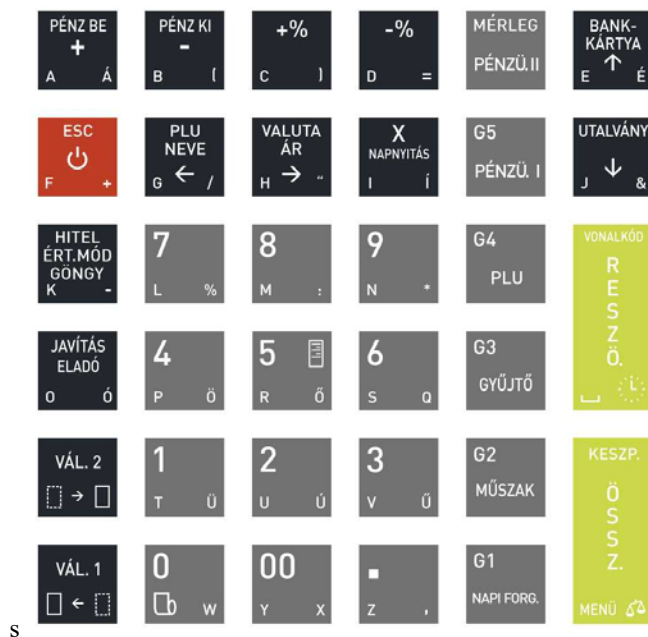 PÉNZ BE
+
A Á
PÉNZ KI
-
B (
+%
C )
-%
D =
MÉRLEG
PÉNZÜ.II
BANK-
KÁRTYA
↑
E É
ESC
F +
PLU
NEVE
←
G /
VALUTA
ÁR
→
H "
X
NAPNYITÁS
I Í
G5
PÉNZÜ. I
UTALVÁNY
↓
J &
HITEL
ÉRT.MÓD
GÖNGY
K -
7
L %
8
M :
9
N *
G4
PLU
VONALKÓD
R
E
S
Z
Ö.
JAVÍTÁS
ELADÓ
O Ó
4
P Ö
5
R Ő
6
S Q
G3
GYŰJTŐ
VÁL. 2
→
1
T Ü
2
U Ú
3
V Ű
G2
MŰSZAK
KESZP.
Ö
S
S
Z.
MENÜ
VÁL. 1
←
0
W
00
Y X
.
Z ,
G1
NAPI FORG.
s